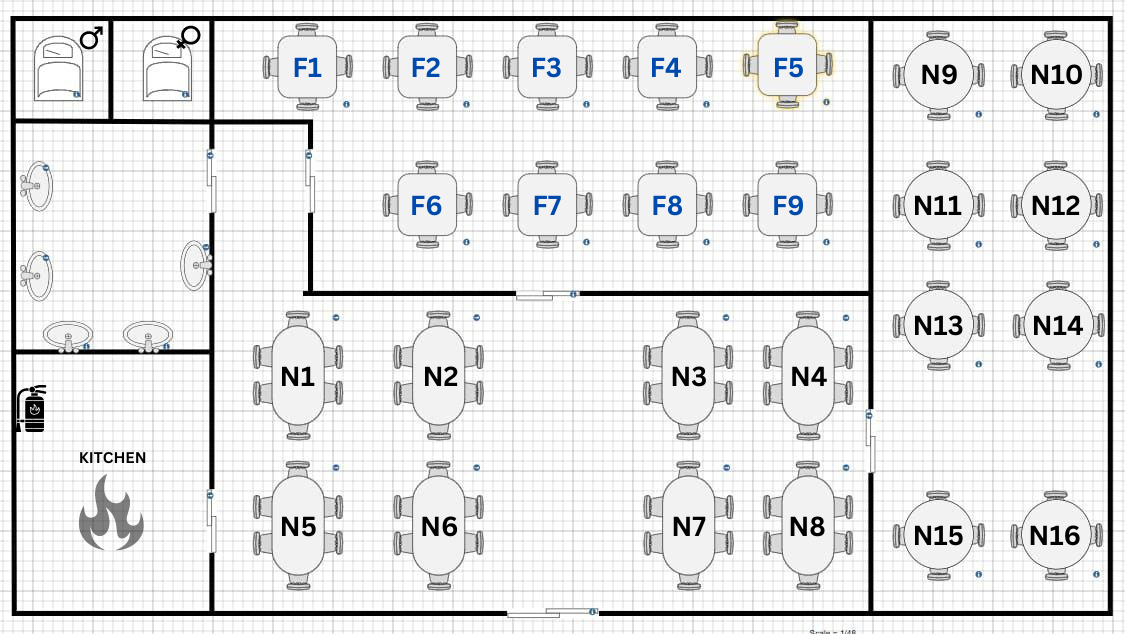 F1 F2 F3 F4 F5 N9 N10
F6 F7 F8 F9 N11 N12
N13 N14
N1 N2 N3 N4
KITCHEN
N5 N6 N7 N8 N15 N16
Scale = 1/48